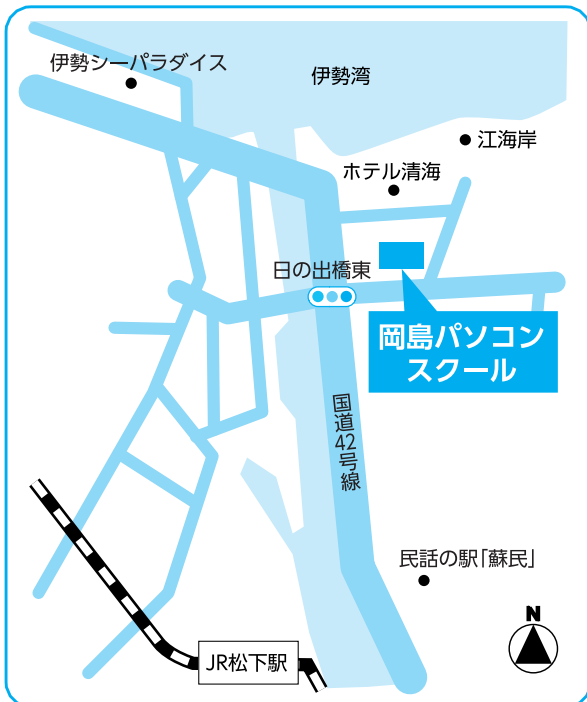 伊勢シーパラダイス
伊勢湾
江海岸
ホテル清海
日の出橋東
岡島パソコン
スクール
国道42号線
民話の駅「蘇民」
N
JR松下駅